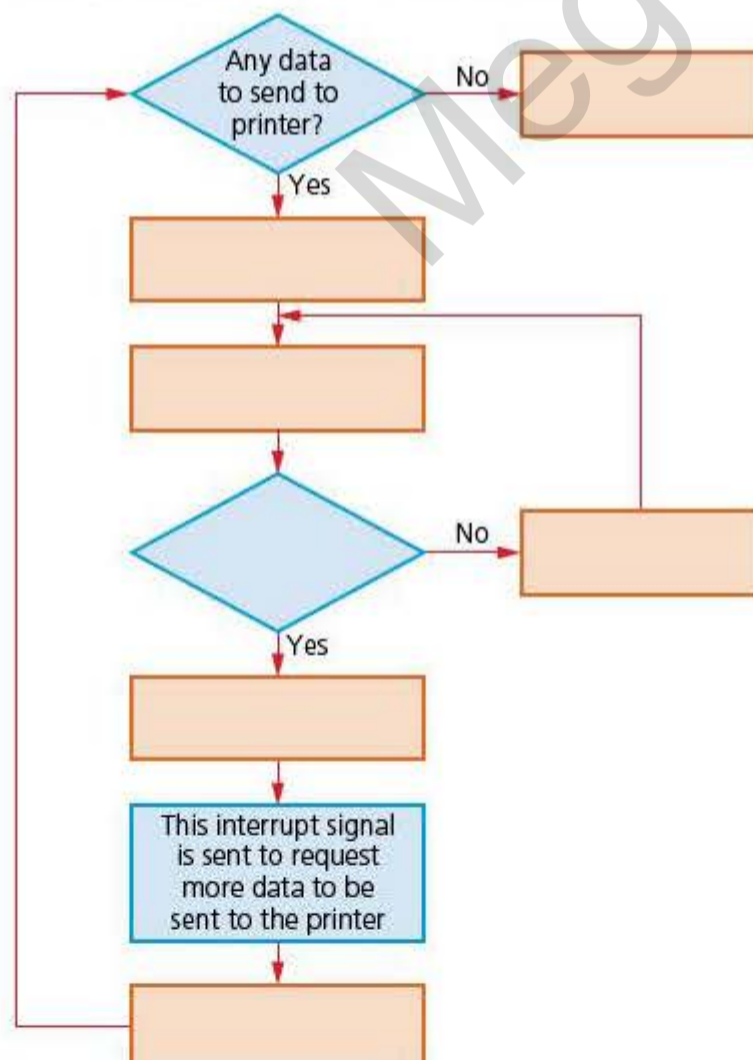 Any data
to send to
printer?
No
Yes
No
Yes
This interrupt signal
is sent to request
more data to be
sent to the printer
Meg